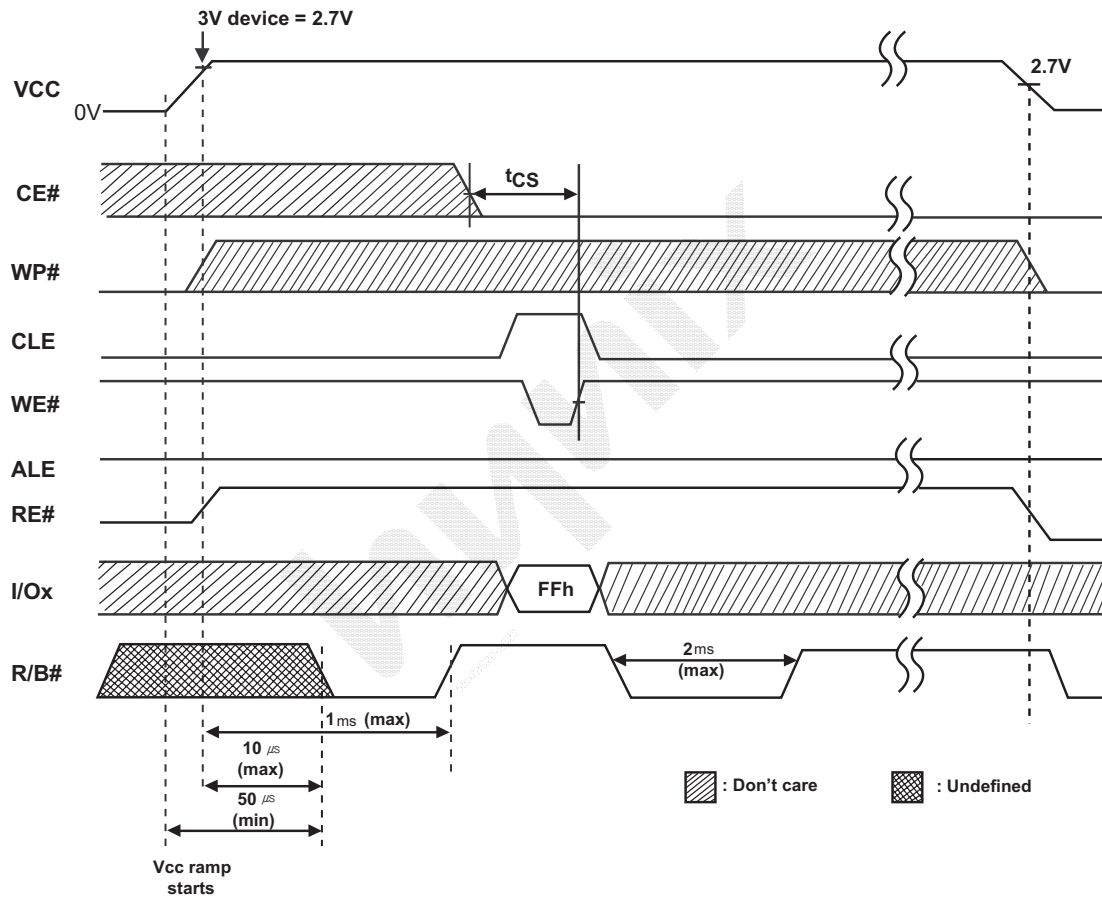 3V device = 2.7V
VCC
0V
2.7V
CE#
tCS
WP#
CLE
WE#
ALE
RE#
I/Ox
FFh
R/B#
2ms
(max)
1ms (max)
10 μs
(max)
50 μs
(min)
: Don't care
: Undefined
Vcc ramp
starts